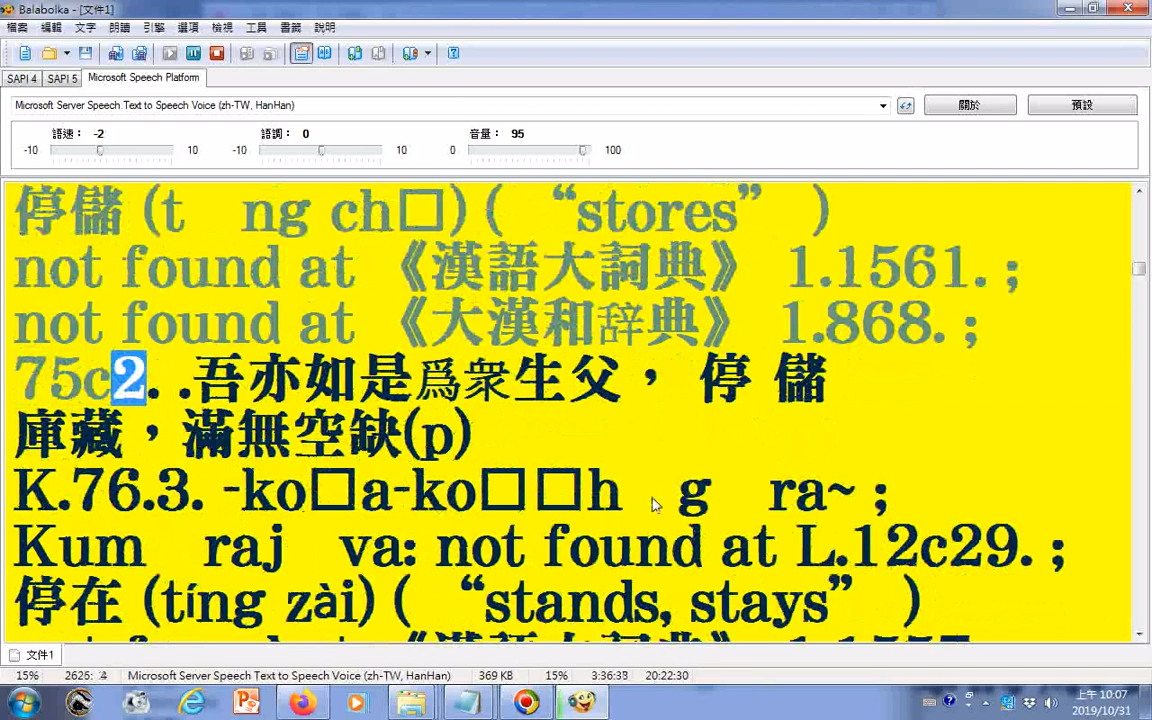 Balabolka - [文件1]
檔案 編輯 文字 朗讀 引擎 選項 檢視 工具 書籤 說明
SAPI 4 SAPI 5 Microsoft Speech Platform
Microsoft Server Speech Text to Speech Voice (zh-TW, HanHan) 關於 預設
語速： -2 語調： 0 音量： 95
-10 10 -10 10 0 100
停儲 (t ng ch□) ( “stores” )
not found at 《漢語大詞典》 1.1561. ;
not found at 《大漢和辞典》 1.868. ;
75c2. .吾亦如是爲衆生父， 停 儲
庫藏，滿無空缺(p)
K.76.3. -ko□a-ko□□h g ra~ ;
Kum raj va: not found at L.12c29. ;
停在 (tíng zài) ( “stands, stays” )
文件1
15% 2625: 4 Microsoft Server Speech Text to Speech Voice (zh-TW, HanHan) 369 KB 15% 3:36:38 20:22:30
上午 10:07
2019/10/31